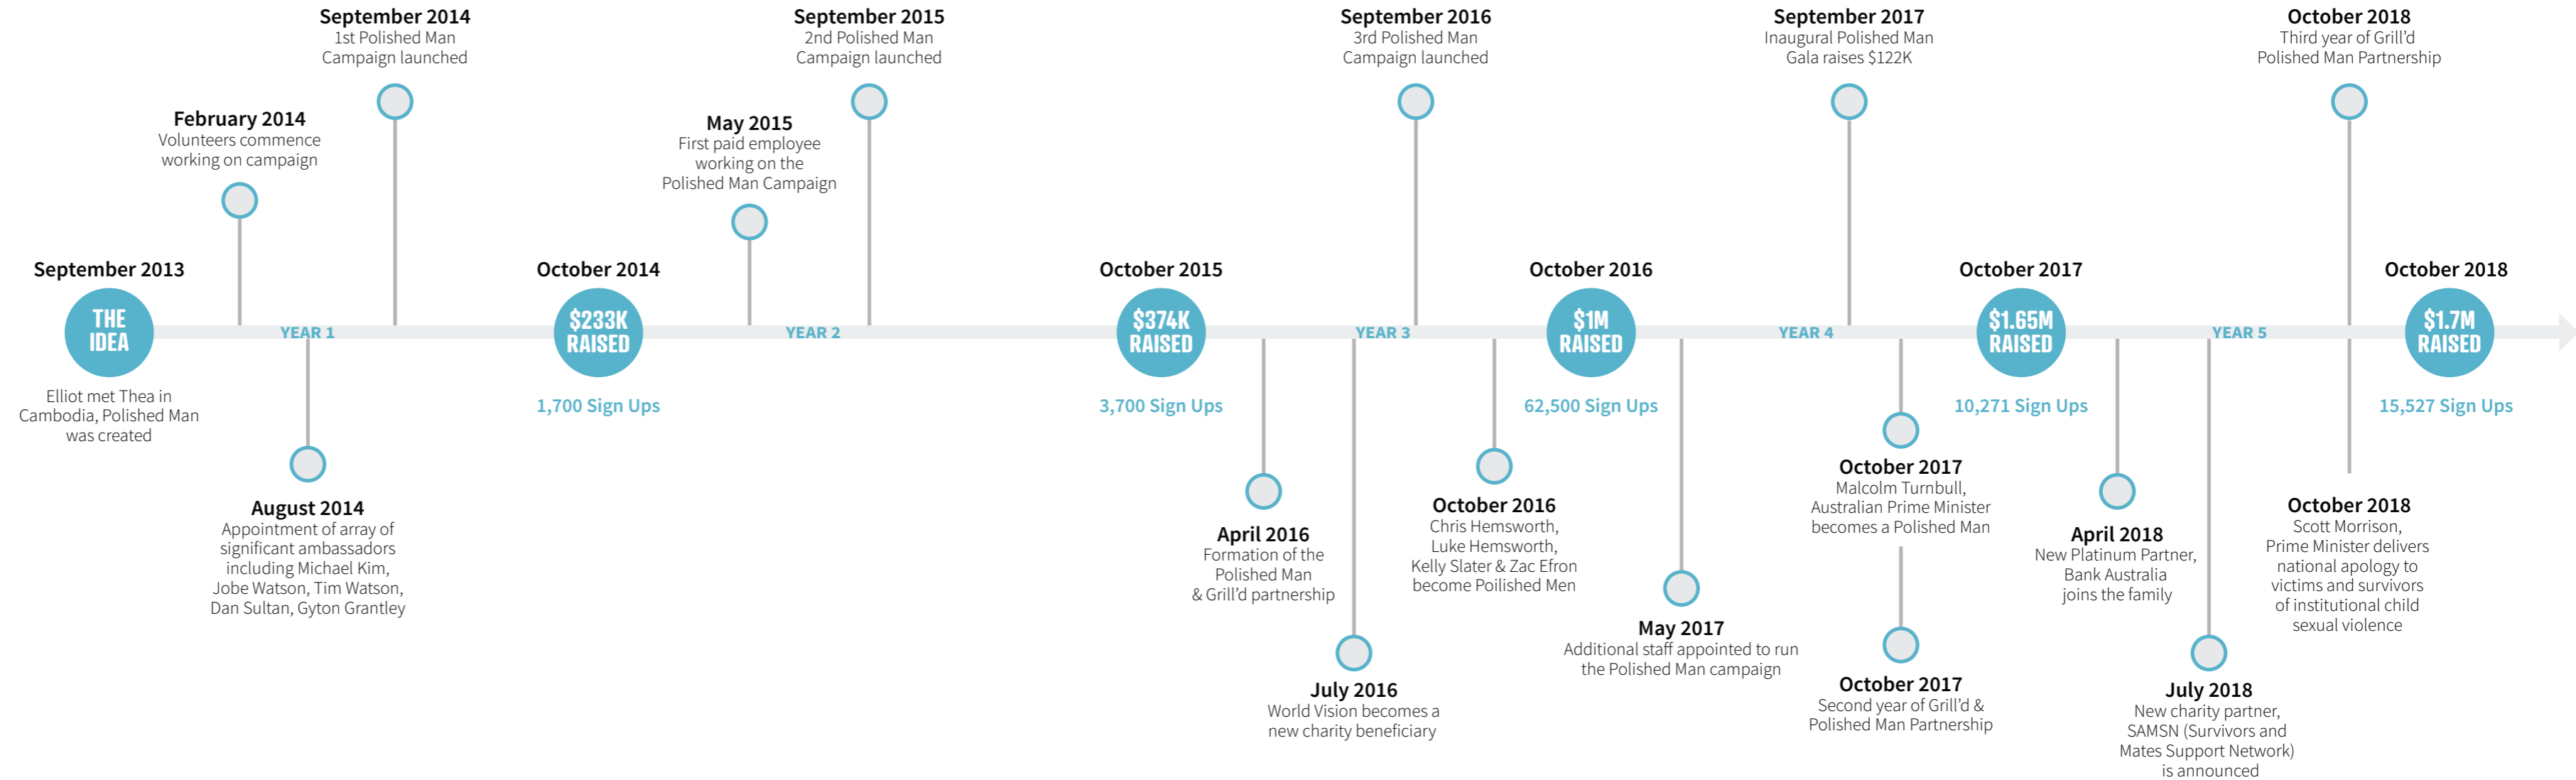 September 2013
THE
IDEA
Elliot met Thea in
Cambodia, Polished Man
was created
February 2014
Volunteers commence
working on campaign
YEAR 1
August 2014
Appointment of array of
significant ambassadors
including Michael Kim,
Jobe Watson, Tim Watson,
Dan Sultan, Gyton Grantley
September 2014
1st Polished Man
Campaign launched
October 2014
$233K
RAISED
1,700 Sign Ups
May 2015
First paid employee
working on the
Polished Man Campaign
YEAR 2
September 2015
2nd Polished Man
Campaign launched
October 2015
$374K
RAISED
3,700 Sign Ups
April 2016
Formation of the
Polished Man
& Grill’d partnership
July 2016
World Vision becomes a
new charity beneficiary
YEAR 3
September 2016
3rd Polished Man
Campaign launched
October 2016
Chris Hemsworth,
Luke Hemsworth,
Kelly Slater & Zac Efron
become Poilished Men
October 2016
$1M
RAISED
62,500 Sign Ups
May 2017
Additional staff appointed to run
the Polished Man campaign
YEAR 4
September 2017
Inaugural Polished Man
Gala raises $122K
October 2017
Malcolm Turnbull,
Australian Prime Minister
becomes a Polished Man
October 2017
Second year of Grill’d &
Polished Man Partnership
October 2017
$1.65M
RAISED
10,271 Sign Ups
April 2018
New Platinum Partner,
Bank Australia
joins the family
July 2018
New charity partner,
SAMSN (Survivors and
Mates Support Network)
is announced
YEAR 5
October 2018
Third year of Grill’d
Polished Man Partnership
October 2018
Scott Morrison,
Prime Minister delivers
national apology to
victims and survivors
of institutional child
sexual violence
October 2018
$1.7M
RAISED
15,527 Sign Ups